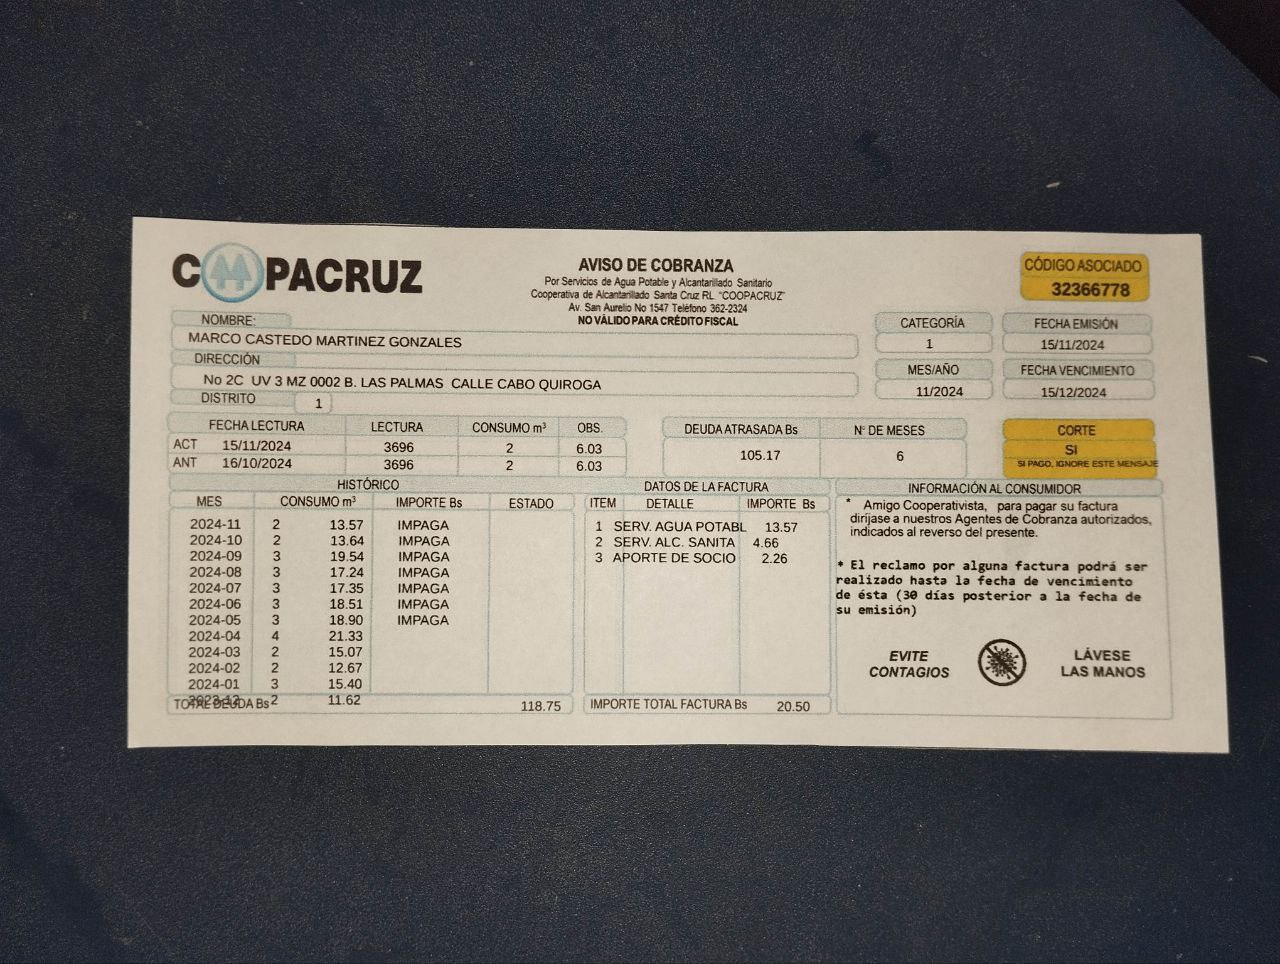 COPACRUZ
AVISO DE COBRANZA
Por Servicios de Agua Potable y Alcantarillado Sanitario
Cooperativa de Alcantarillado Santa Cruz RL "COOPACRUZ"
Av. San Aurelio No 1547 Teléfono 362-2324
NO VÁLIDO PARA CRÉDITO FISCAL
CÓDIGO ASOCIADO
32366778
NOMBRE:
MARCO CASTEDO MARTINEZ GONZALES
DIRECCIÓN
No 2C UV 3 MZ 0002 B. LAS PALMAS CALLE CABO QUIROGA
DISTRITO 1
CATEGORÍA FECHA EMISIÓN
1 15/11/2024
MES/AÑO FECHA VENCIMIENTO
11/2024 15/12/2024
FECHA LECTURA LECTURA CONSUMO m³ OBS.
ACT 15/11/2024 3696 2 6.03
ANT 16/10/2024 3696 2 6.03
DEUDA ATRASADA Bs N° DE MESES
105.17 6
CORTE
SI
SI PAGO, IGNORE ESTE MENSAJE
HISTÓRICO
MES CONSUMO m³ IMPORTE Bs ESTADO
2024-11 2 13.57 IMPAGA
2024-10 2 13.64 IMPAGA
2024-09 3 19.54 IMPAGA
2024-08 3 17.24 IMPAGA
2024-07 3 17.35 IMPAGA
2024-06 3 18.51 IMPAGA
2024-05 3 18.90 IMPAGA
2024-04 4 21.33
2024-03 2 15.07
2024-02 2 12.67
2024-01 3 15.40
2023-12 2 11.62
TOTAL DEUDA Bs 118.75
DATOS DE LA FACTURA
ITEM DETALLE IMPORTE Bs
1 SERV. AGUA POTABL 13.57
2 SERV. ALC. SANITA 4.66
3 APORTE DE SOCIO 2.26
IMPORTE TOTAL FACTURA Bs 20.50
INFORMACIÓN AL CONSUMIDOR
* Amigo Cooperativista, para pagar su factura
diríjase a nuestros Agentes de Cobranza autorizados,
indicados al reverso del presente.
* El reclamo por alguna factura podrá ser
realizado hasta la fecha de vencimiento
de ésta (30 días posterior a la fecha de
su emisión)
EVITE
CONTAGIOS
LÁVESE
LAS MANOS